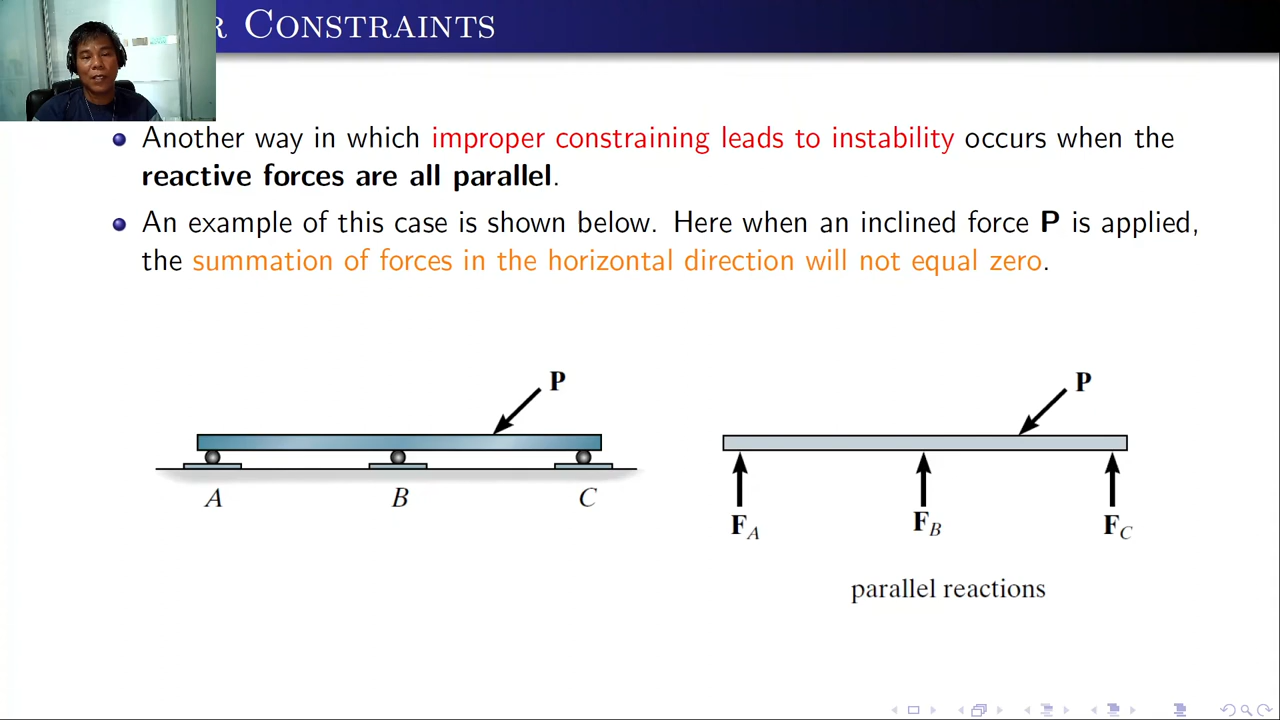 r Constraints
Another way in which improper constraining leads to instability occurs when the
reactive forces are all parallel.
An example of this case is shown below. Here when an inclined force P is applied,
the summation of forces in the horizontal direction will not equal zero.
P
P
A
B
C
F_A
F_B
F_C
parallel reactions